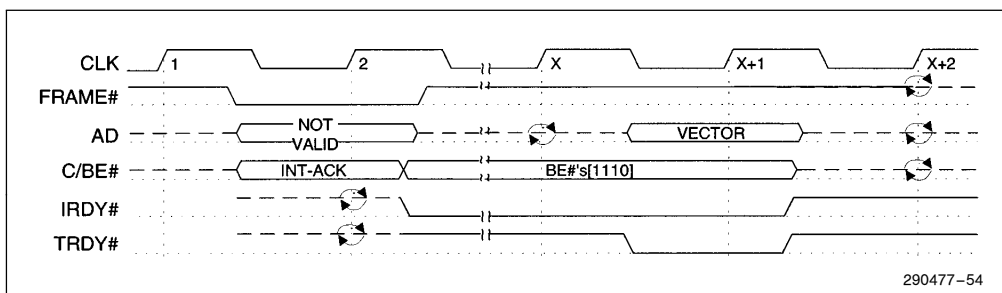 CLK 1 2 X X+1 X+2
FRAME#
AD NOT VALID VECTOR
C/BE# INT-ACK BE#'s[1110]
IRDY#
TRDY#
290477–54